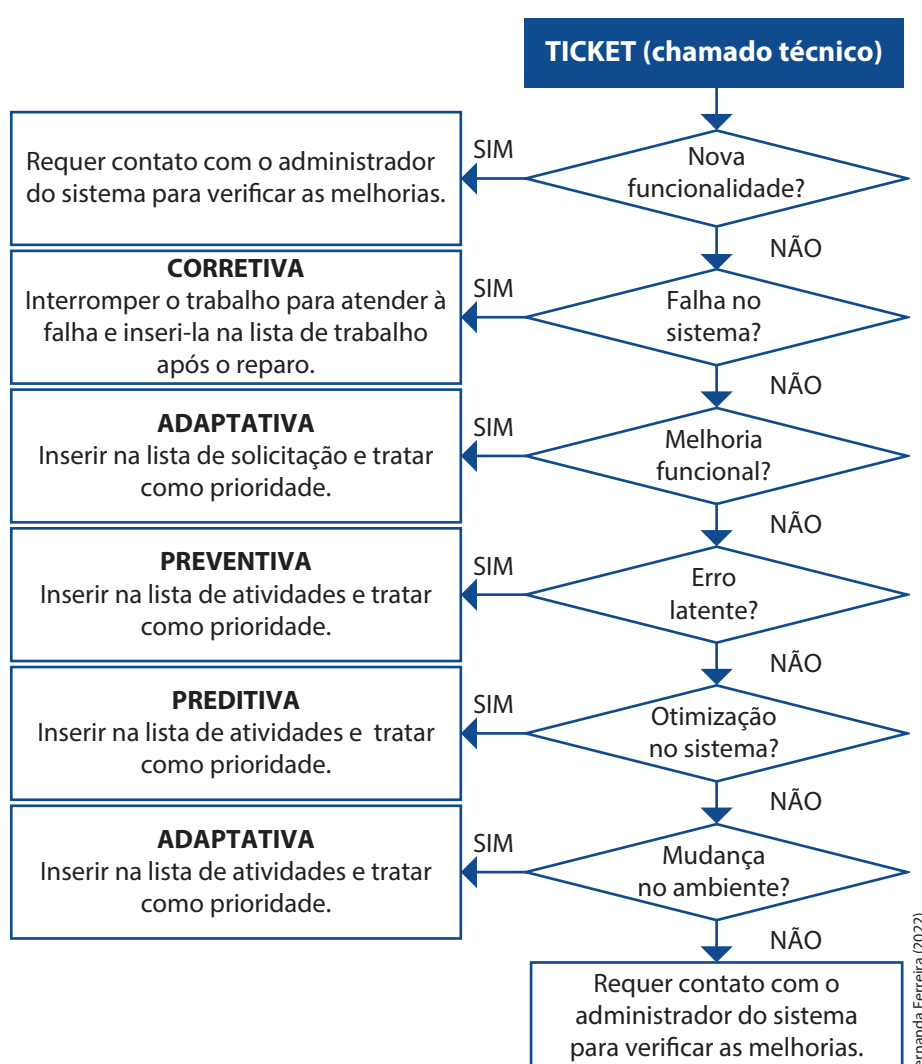 TICKET (chamado técnico)
Nova
funcionalidade?
SIM
Requer contato com o administrador
do sistema para verificar as melhorias.
NÃO
Falha no
sistema?
SIM
CORRETIVA
Interromper o trabalho para atender à
falha e inseri-la na lista de trabalho
após o reparo.
NÃO
Melhoria
funcional?
SIM
ADAPTATIVA
Inserir na lista de solicitação e tratar
como prioridade.
NÃO
Erro
latente?
SIM
PREVENTIVA
Inserir na lista de atividades e tratar
como prioridade.
NÃO
Otimização
no sistema?
SIM
PREDITIVA
Inserir na lista de atividades e tratar
como prioridade.
NÃO
Mudança
no ambiente?
SIM
ADAPTATIVA
Inserir na lista de atividades e tratar
como prioridade.
NÃO
Requer contato com o
administrador do sistema
para verificar as melhorias.
Ferreira (2022)